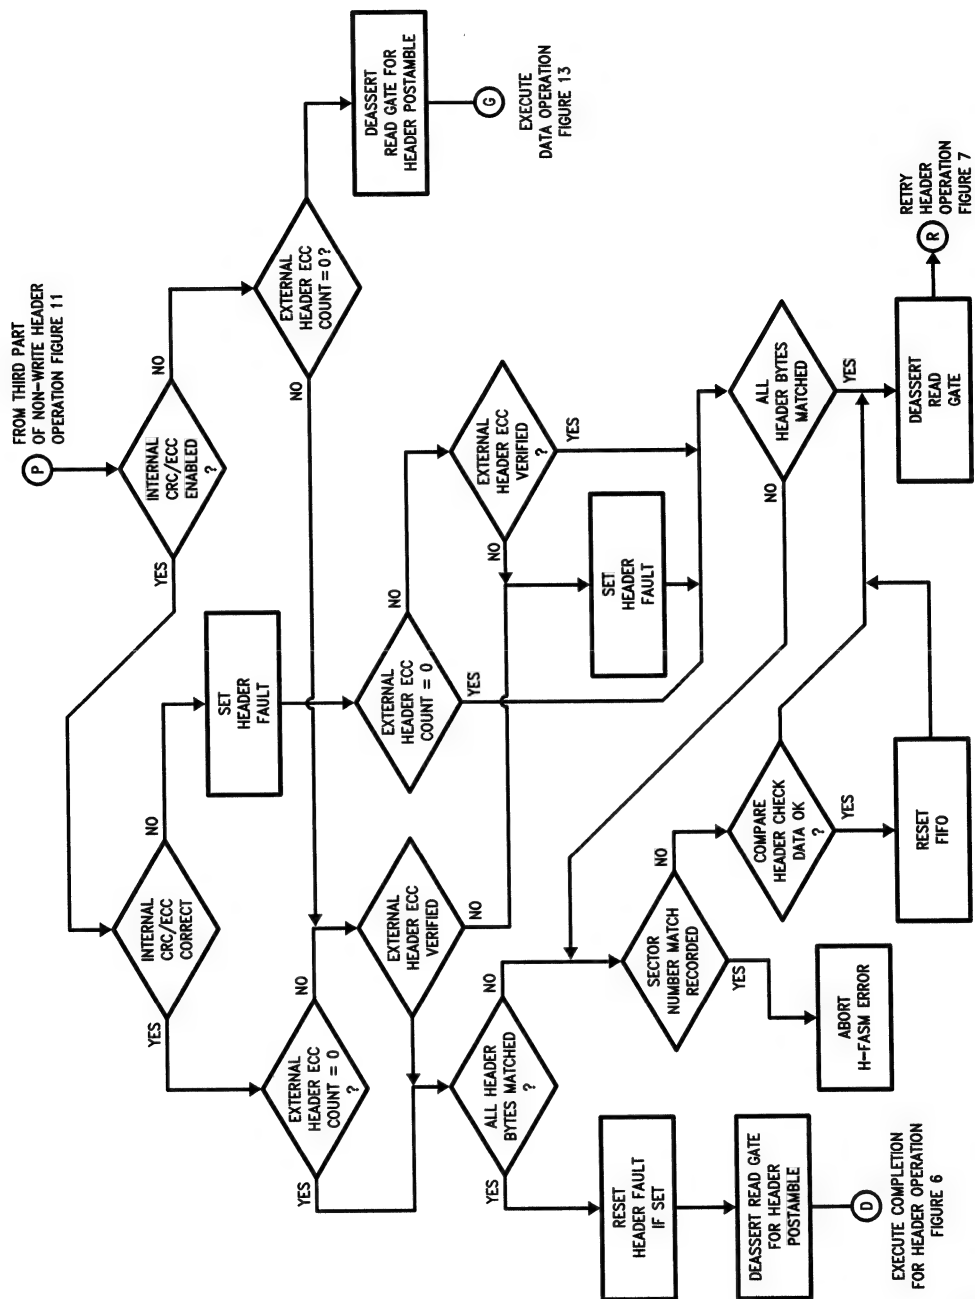 FROM THIRD PART
OF NON-WRITE HEADER
OPERATION FIGURE 11
P
INTERNAL
CRC/ECC
ENABLED
?
YES
NO
INTERNAL
CRC/ECC
CORRECT
YES
NO
SET
HEADER
FAULT
EXTERNAL
HEADER ECC
COUNT = 0?
NO
DEASSERT
READ GATE FOR
HEADER POSTAMBLE
G
EXECUTE
DATA OPERATION
FIGURE 13
EXTERNAL
HEADER ECC
COUNT = 0
?
YES
NO
EXTERNAL
HEADER ECC
VERIFIED
NO
EXTERNAL
HEADER ECC
COUNT = 0
YES
NO
EXTERNAL
HEADER ECC
VERIFIED
?
NO
YES
SET
HEADER
FAULT
ALL HEADER
BYTES MATCHED
?
YES
NO
RESET
HEADER FAULT
IF SET
DEASSERT READ GATE
FOR HEADER
POSTAMBLE
D
EXECUTE COMPLETION
FOR HEADER OPERATION
FIGURE 6
SECTOR
NUMBER MATCH
RECORDED
YES
NO
ABORT
H-FASM ERROR
COMPARE
HEADER CHECK
DATA OK
?
YES
RESET
FIFO
ALL
HEADER BYTES
MATCHED
NO
YES
DEASSERT
READ
GATE
R
RETRY
HEADER
OPERATION
FIGURE 7